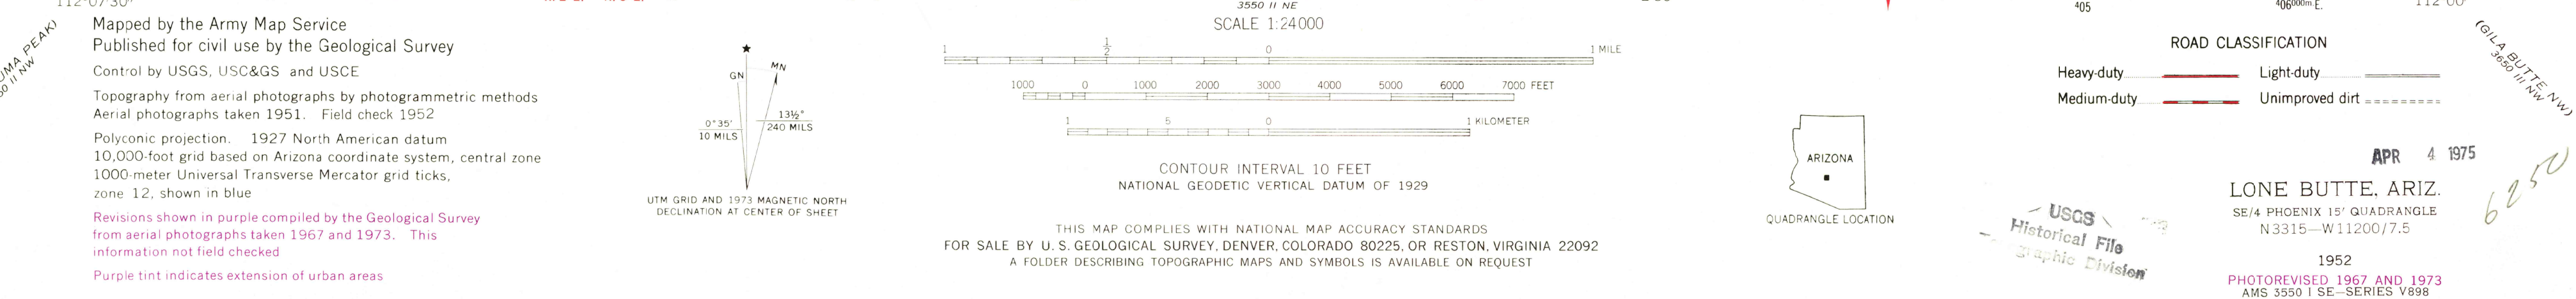 112°07'30"
Mapped by the Army Map Service
Published for civil use by the Geological Survey
Control by USGS, USC&GS and USCE
Topography from aerial photographs by photogrammetric methods
Aerial photographs taken 1951. Field check 1952
Polyconic projection. 1927 North American datum
10,000-foot grid based on Arizona coordinate system, central zone
1000-meter Universal Transverse Mercator grid ticks,
zone 12, shown in blue
Revisions shown in purple compiled by the Geological Survey
from aerial photographs taken 1967 and 1973. This
information not field checked
Purple tint indicates extension of urban areas
PEAK)
II NW
GN
MN
0°35'
10 MILS
13½°
240 MILS
UTM GRID AND 1973 MAGNETIC NORTH
DECLINATION AT CENTER OF SHEET
3550 II NE
SCALE 1:24000
1 ½ 0 1 MILE
1000 0 1000 2000 3000 4000 5000 6000 7000 FEET
1 5 0 1 KILOMETER
CONTOUR INTERVAL 10 FEET
NATIONAL GEODETIC VERTICAL DATUM OF 1929
THIS MAP COMPLIES WITH NATIONAL MAP ACCURACY STANDARDS
FOR SALE BY U. S. GEOLOGICAL SURVEY, DENVER, COLORADO 80225, OR RESTON, VIRGINIA 22092
A FOLDER DESCRIBING TOPOGRAPHIC MAPS AND SYMBOLS IS AVAILABLE ON REQUEST
ARIZONA
QUADRANGLE LOCATION
405
406000m.E.
112°00'
ROAD CLASSIFICATION
Heavy-duty
Light-duty
Medium-duty
Unimproved dirt
(GILA BUTTE NW)
3650 III NW
APR 4 1975
6250
USGS
Historical File
Division
LONE BUTTE, ARIZ.
SE/4 PHOENIX 15' QUADRANGLE
N3315—W11200/7.5
1952
PHOTOREVISED 1967 AND 1973
AMS 3550 I SE—SERIES V898